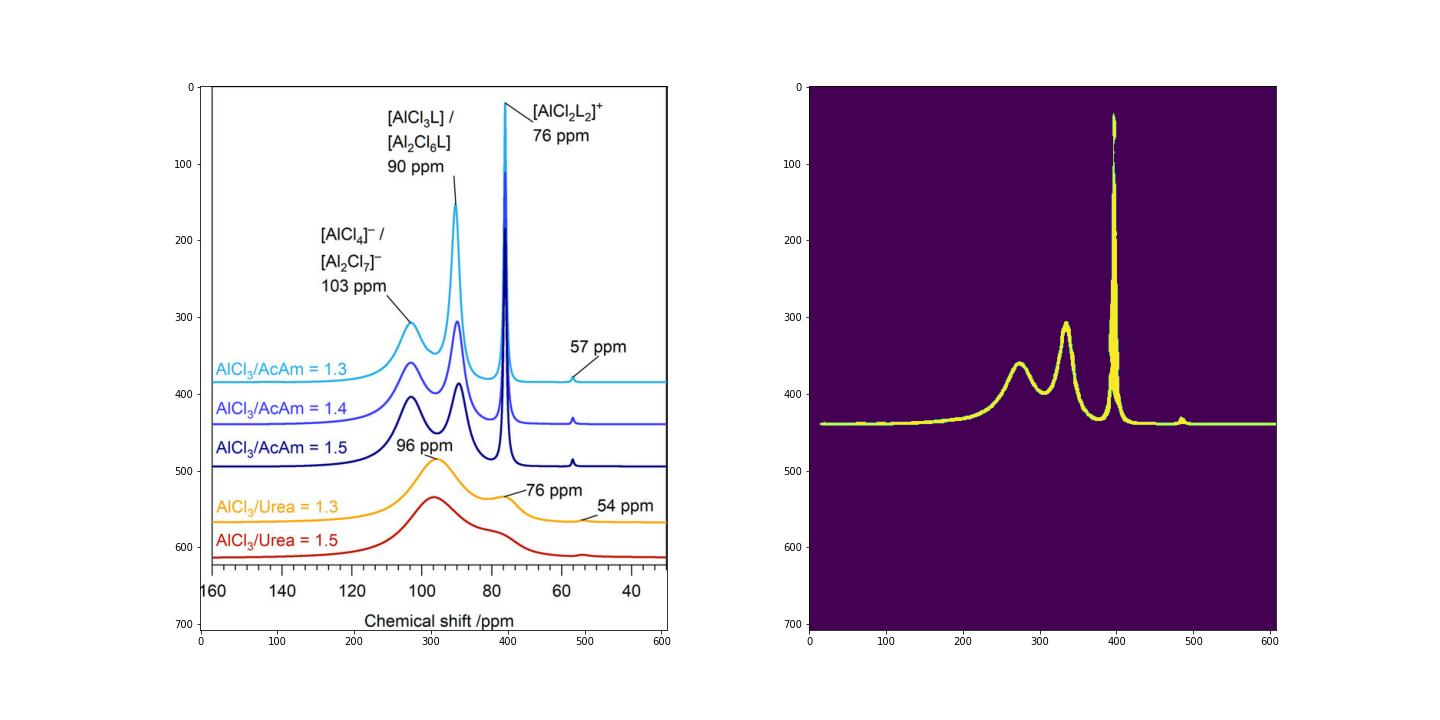 [AlCl₃L] /
[Al₂Cl₆L]
90 ppm
[AlCl₂L₂]⁺
76 ppm
[AlCl₄]⁻ /
[Al₂Cl₇]⁻
103 ppm
57 ppm
AlCl₃/AcAm = 1.3
AlCl₃/AcAm = 1.4
AlCl₃/AcAm = 1.5
96 ppm
76 ppm
AlCl₃/Urea = 1.3
54 ppm
AlCl₃/Urea = 1.5
160 140 120 100 80 60 40
Chemical shift /ppm
0
100
200
300
400
500
600
700
0 100 200 300 400 500 600
0
100
200
300
400
500
600
700
0 100 200 300 400 500 600